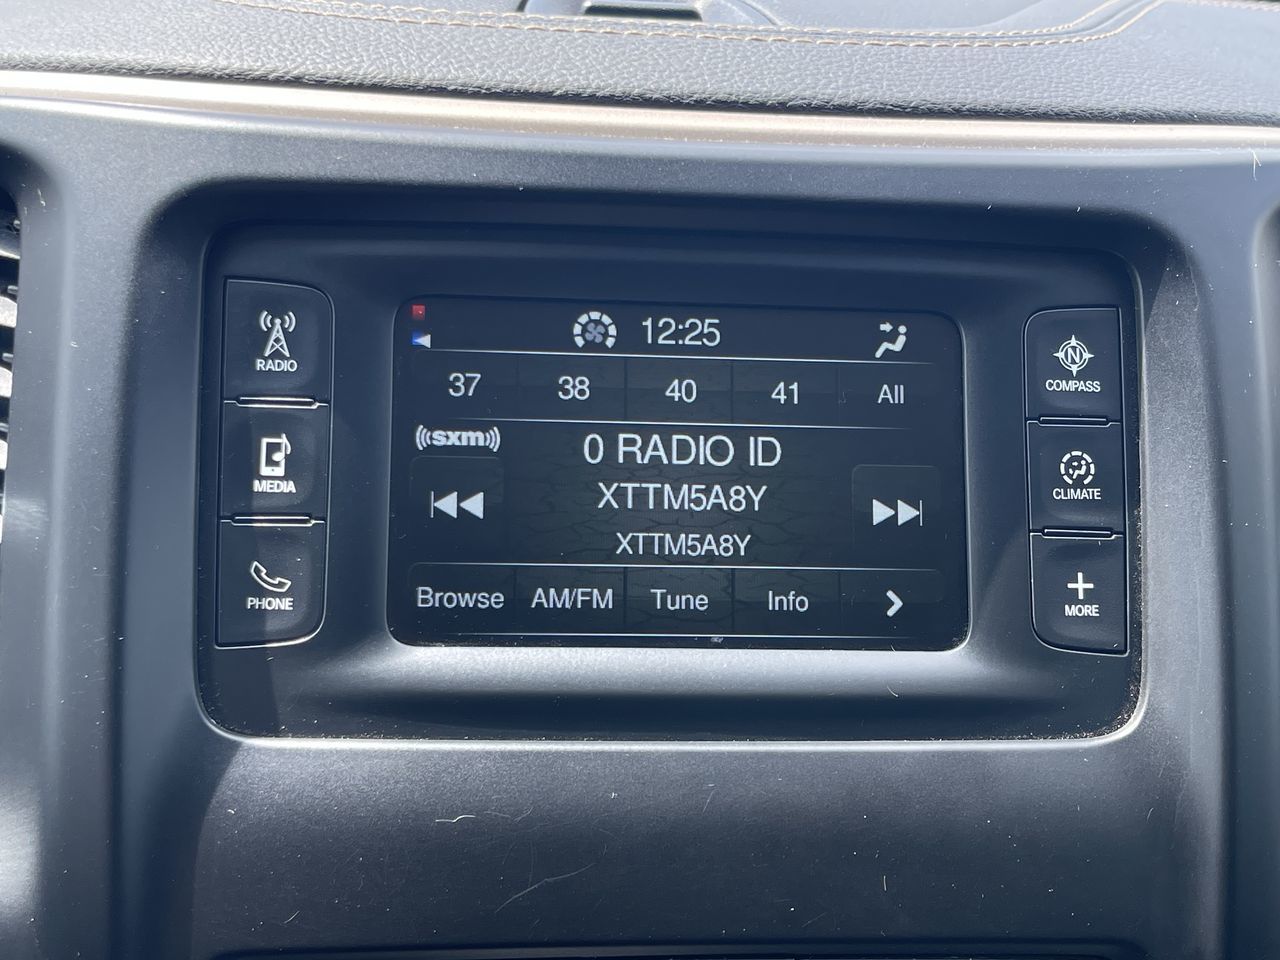 12:25
37 38 40 41 All
sxm
0 RADIO ID
XTTM5A8Y
XTTM5A8Y
Browse AM/FM Tune Info
RADIO
MEDIA
PHONE
N
COMPASS
CLIMATE
MORE